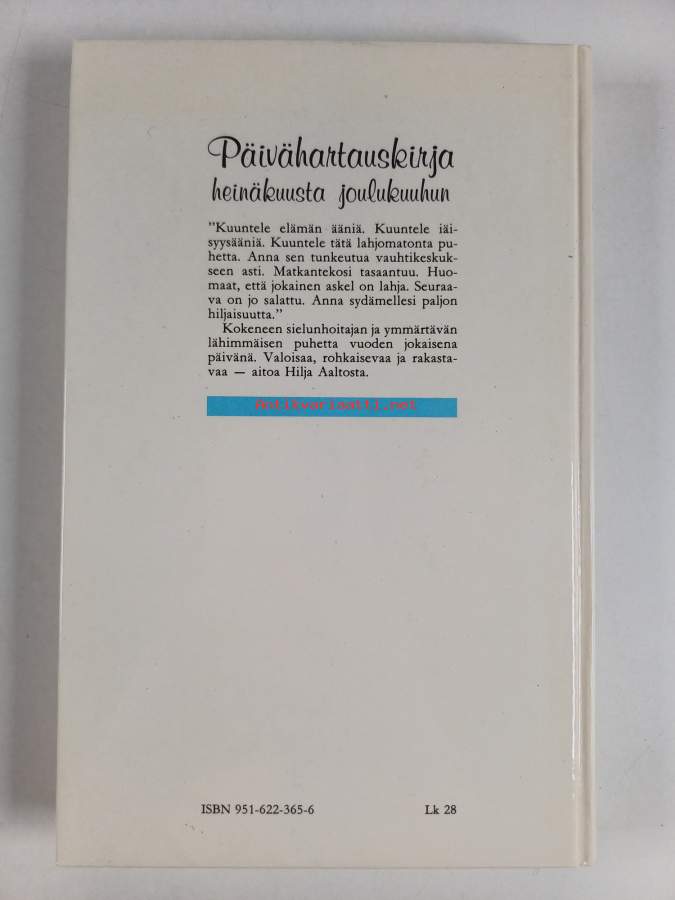 Päivähartauskirja
heinäkuusta joulukuuhun
”Kuuntele elämän ääniä. Kuuntele iäi-
syysääniä. Kuuntele tätä lahjomatonta pu-
hetta. Anna sen tunkeutua vauhtikeskuk-
seen asti. Matkantekosi tasaantuu. Huo-
maat, että jokainen askel on lahja. Seuraa-
va on jo salattu. Anna sydämellesi paljon
hiljaisuutta.”
Kokeneen sielunhoitajan ja ymmärtävän
lähimmäisen puhetta vuoden jokaisena
päivänä. Valoisaa, rohkaisevaa ja rakasta-
vaa — aitoa Hilja Aaltosta.
Antikvariaatti.net
ISBN 951-622-365-6 Lk 28